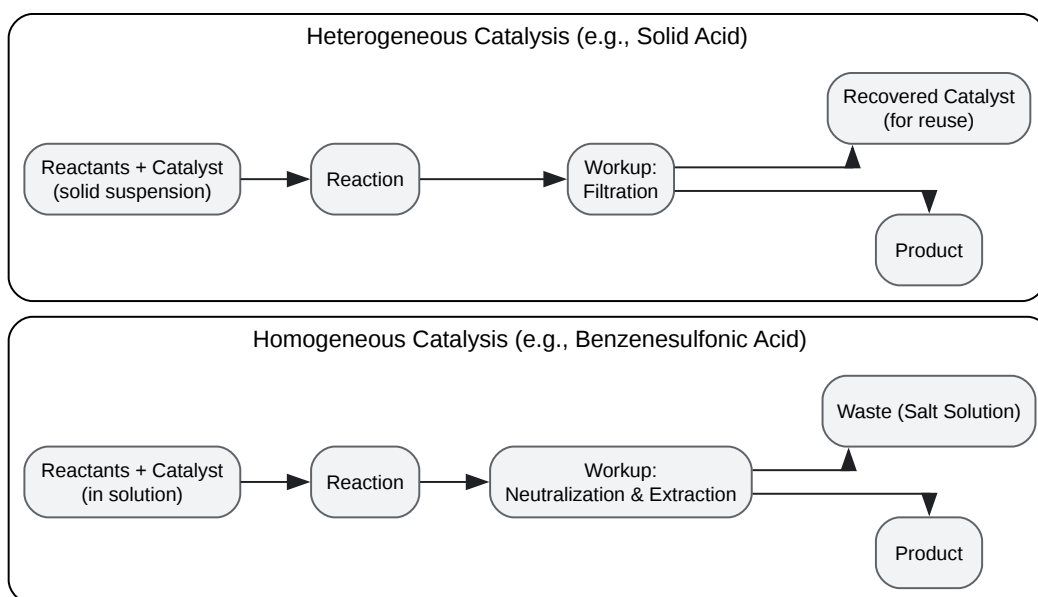 Heterogeneous Catalysis (e.g., Solid Acid)
Recovered Catalyst
(for reuse)
Reactants + Catalyst
(solid suspension)
Reaction
Workup:
Filtration
Product
Homogeneous Catalysis (e.g., Benzenesulfonic Acid)
Waste (Salt Solution)
Reactants + Catalyst
(in solution)
Reaction
Workup:
Neutralization & Extraction
Product